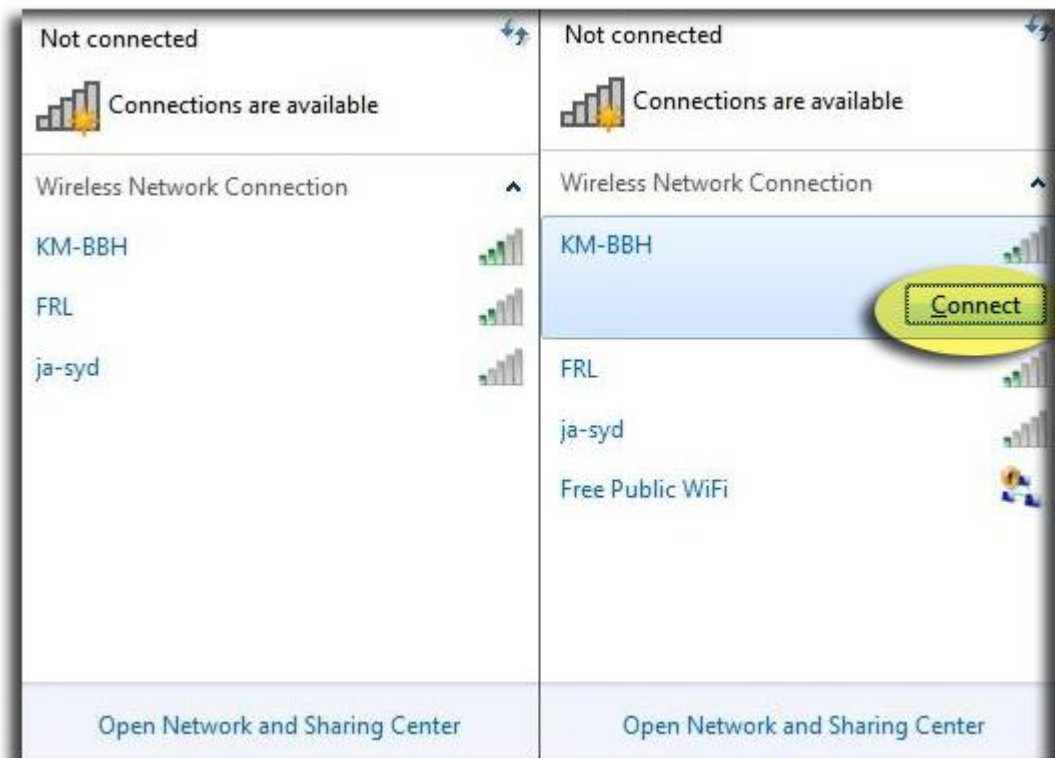 Not connected
Connections are available
Wireless Network Connection
KM-BBH
FRL
ja-syd
Open Network and Sharing Center
Not connected
Connections are available
Wireless Network Connection
KM-BBH
Connect
FRL
ja-syd
Free Public WiFi
Open Network and Sharing Center